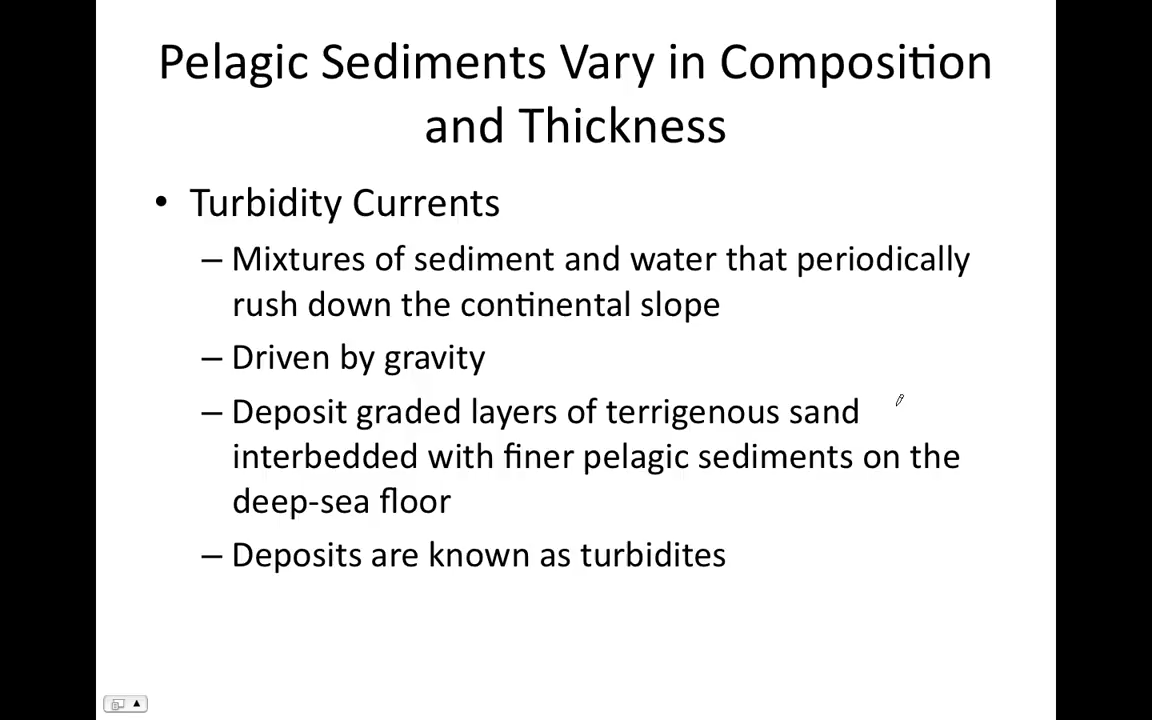 Pelagic Sediments Vary in Composition
and Thickness
• Turbidity Currents
– Mixtures of sediment and water that periodically
rush down the continental slope
– Driven by gravity
– Deposit graded layers of terrigenous sand
interbedded with finer pelagic sediments on the
deep-sea floor
– Deposits are known as turbidites